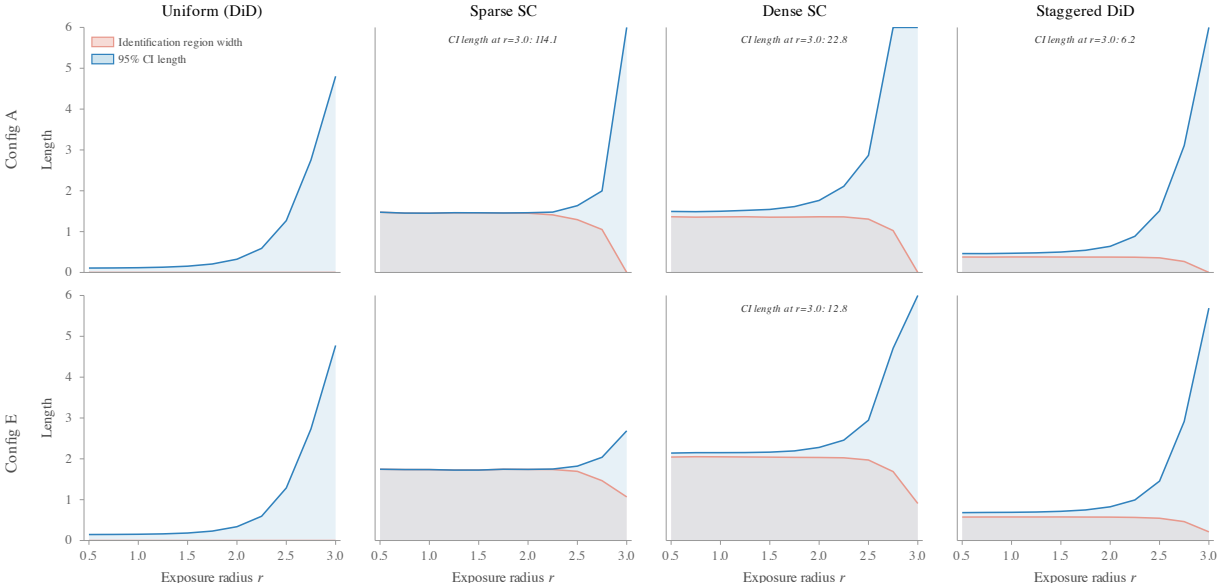 Uniform (DiD)
Sparse SC
Dense SC
Staggered DiD
Config A
Length
6
5
4
3
2
1
0
Identification region width
95% CI length
CI length at r=3.0: 114.1
CI length at r=3.0: 22.8
CI length at r=3.0: 6.2
Config E
Length
6
5
4
3
2
1
0
CI length at r=3.0: 12.8
0.5 1.0 1.5 2.0 2.5 3.0
0.5 1.0 1.5 2.0 2.5 3.0
0.5 1.0 1.5 2.0 2.5 3.0
0.5 1.0 1.5 2.0 2.5 3.0
Exposure radius r
Exposure radius r
Exposure radius r
Exposure radius r